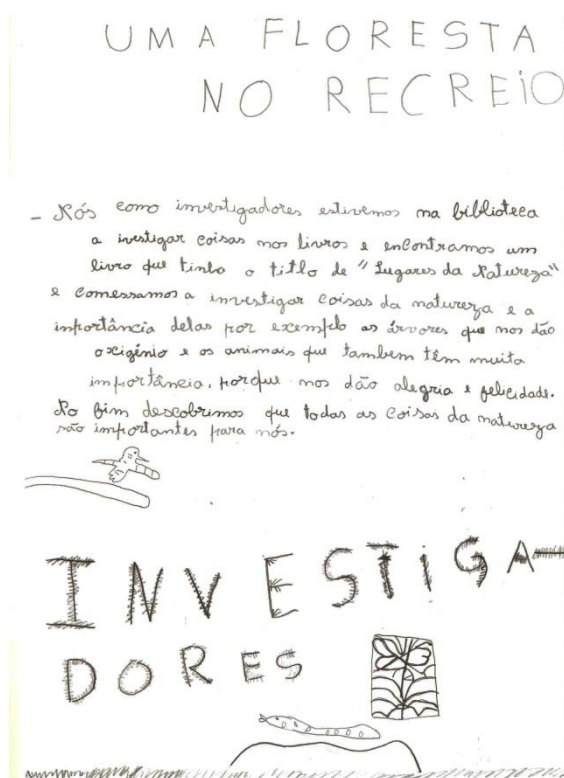 UMA FLORESTA
NO RECREIO
- Nós como investigadores estivemos na biblioteca
a ivestigar coisas nos livros e encontramos um
livro que tinha o titlo de "Lugares da Natureza"
e comessamos a investigar coisas da natureza e a
importância delas por exemplo as árvores que nos dão
oxigénio e os animais que tambem têm muita
importância, porque nos dão alegria e felicidade.
No fim descobrimos que todas as coisas da natureza
são importantes para nós.
INVESTIGA-
DORES